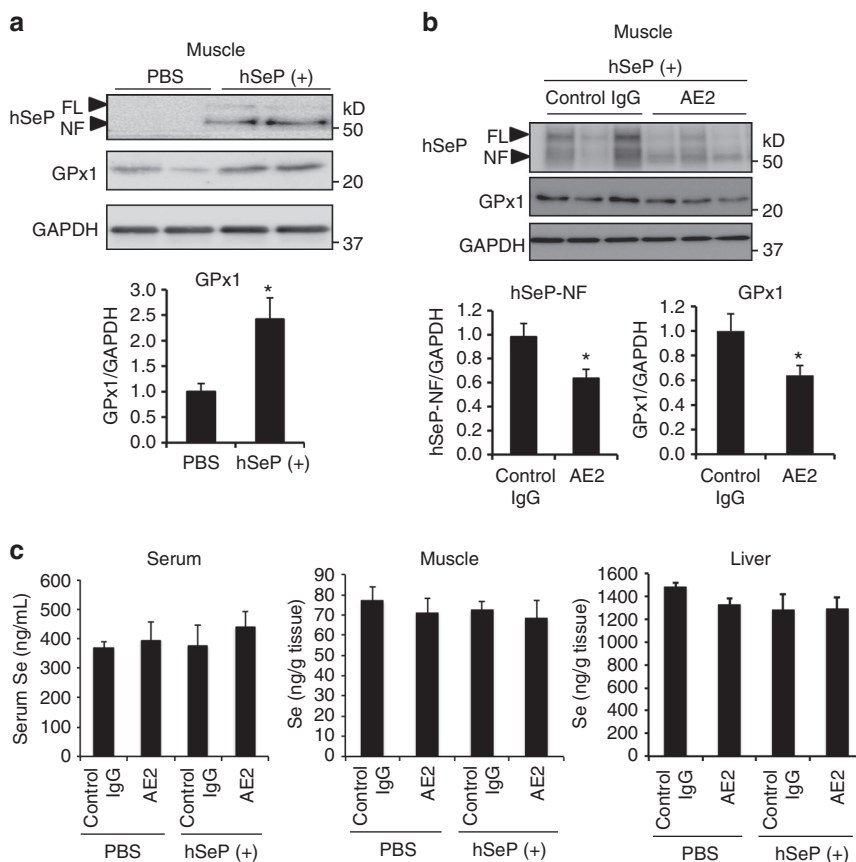 a
Muscle
PBS hSeP (+)
hSeP FL NF
kD
50
GPx1
20
GAPDH
37
GPx1
GPx1/GAPDH
3.0
2.5
2.0
1.5
1.0
0.5
0.0
*
PBS hSeP (+)
b
Muscle
hSeP (+)
Control IgG AE2
hSeP FL NF
kD
50
GPx1
20
GAPDH
37
hSeP-NF
hSeP-NF/GAPDH
1.2
1.0
0.8
0.6
0.4
0.2
0.0
*
Control IgG AE2
GPx1
GPx1/GAPDH
1.2
1.0
0.8
0.6
0.4
0.2
0.0
*
Control IgG AE2
c
Serum
Serum Se (ng/mL)
600
500
400
300
200
100
0
Control IgG AE2 Control IgG AE2
PBS hSeP (+)
Muscle
Se (ng/g tissue)
90
80
70
60
50
40
30
20
10
0
Control IgG AE2 Control IgG AE2
PBS hSeP (+)
Liver
Se (ng/g tissue)
1600
1400
1200
1000
800
600
400
200
0
Control IgG AE2 Control IgG AE2
PBS hSeP (+)